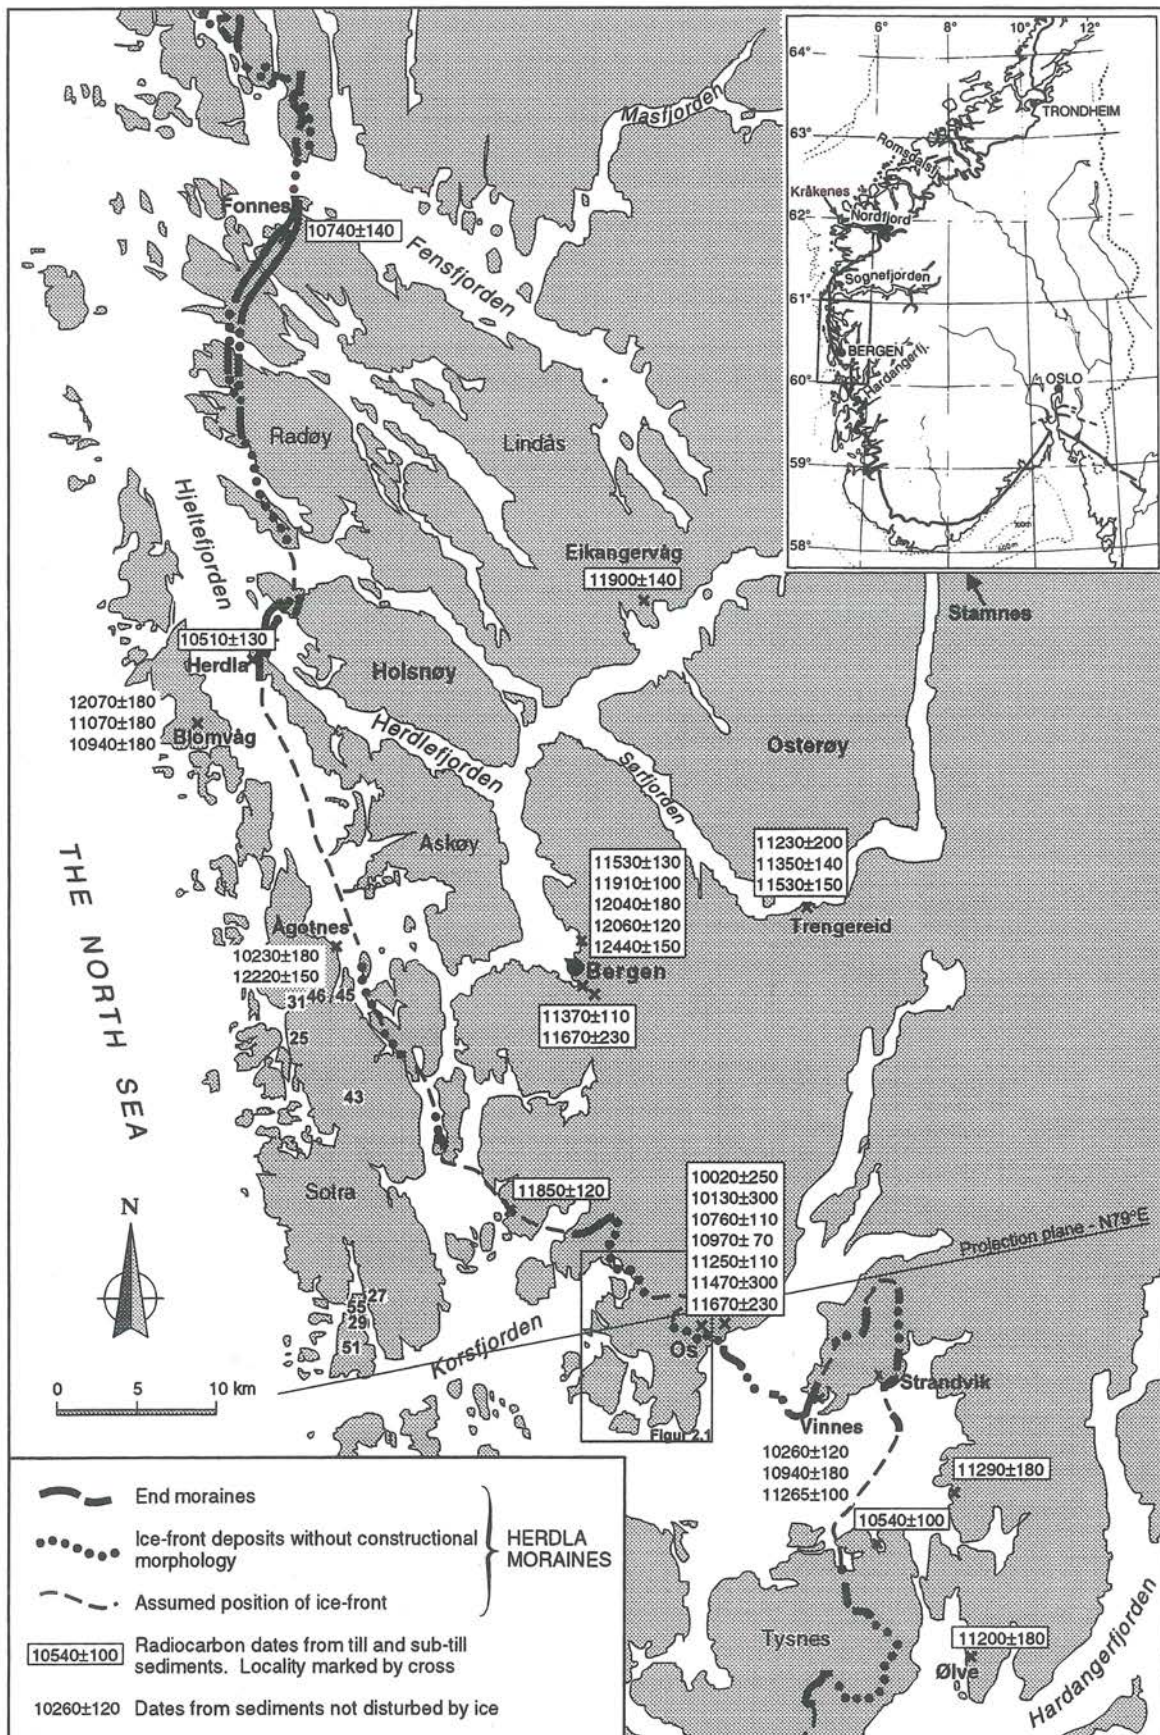 6°
8°
10°
12°
64°
63°
62°
61°
60°
59°
58°
TRONDHEIM
Romsdalsfj.
Kråkenes
Nordfjord
Sognefjorden
BERGEN
Hardangerfj.
OSLO
Masfjorden
Fonnes
10740±140
Fensfjorden
Radøy
Lindås
Hjeltefjorden
Eikangervåg
11900±140
Stamnes
10510±130
Herdla
Holsnøy
12070±180
11070±180
10940±180
Blomvåg
Herdlefjorden
Osterøy
Sørfjorden
Askøy
THE NORTH SEA
11530±130
11910±100
12040±180
12060±120
12440±150
11230±200
11350±140
11530±150
Trengereid
Ågotnes
10230±180
12220±150
31
46
45
Bergen
11370±110
11670±230
25
43
Sotra
11850±120
10020±250
10130±300
10760±110
10970± 70
11250±110
11470±300
11670±230
Projection plane - N79°E
N
27
55
29
51
Korsfjorden
Os
Strandvik
Vinnes
Figur 2.1
0 5 10 km
10260±120
10940±180
11265±100
11290±180
10540±100
Tysnes
11200±180
Ølve
Hardangerfjorden
End moraines
Ice-front deposits without constructional
morphology
Assumed position of ice-front
HERDLA
MORAINES
10540±100 Radiocarbon dates from till and sub-till
sediments. Locality marked by cross
10260±120 Dates from sediments not disturbed by ice